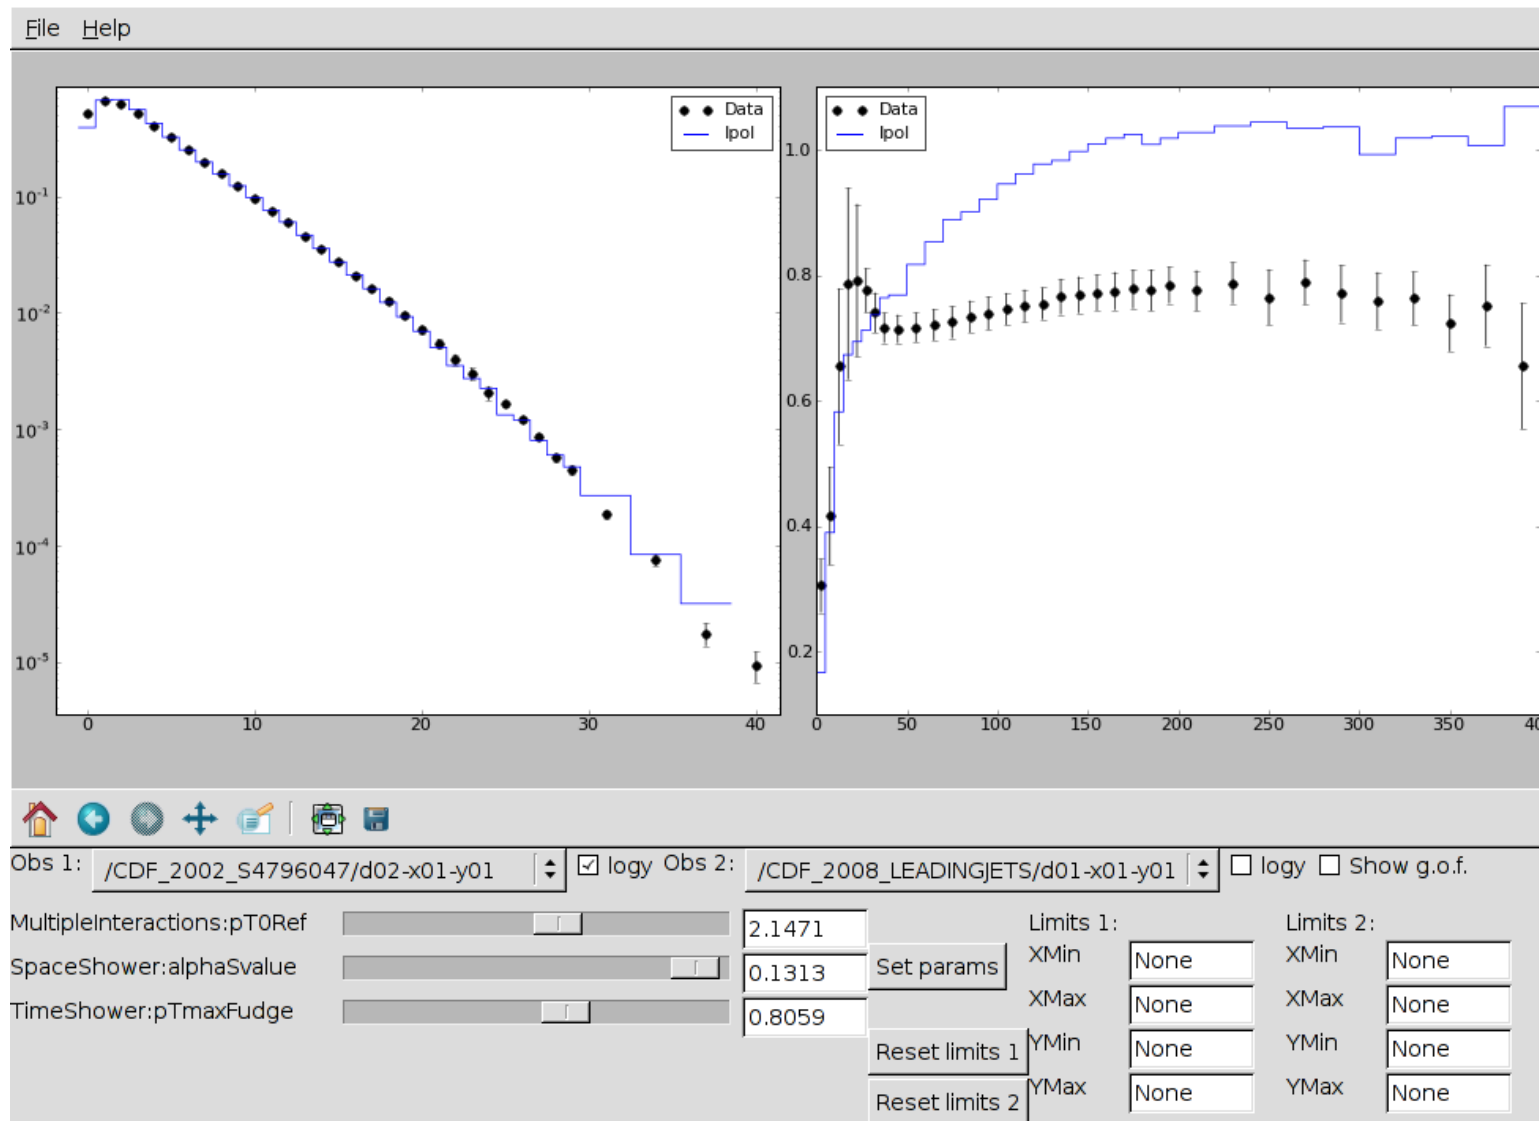 File Help
Data
Ipol
10^-1
10^-2
10^-3
10^-4
10^-5
0 10 20 30 40
Data
Ipol
1.0
0.8
0.6
0.4
0.2
0 50 100 150 200 250 300 350 40
Obs 1: /CDF_2002_S4796047/d02-x01-y01 logy Obs 2: /CDF_2008_LEADINGJETS/d01-x01-y01 logy Show g.o.f.
MultipleInteractions:pT0Ref 2.1471
SpaceShower:alphaSvalue 0.1313
TimeShower:pTmaxFudge 0.8059
Set params
Reset limits 1
Reset limits 2
Limits 1:
XMin None
XMax None
YMin None
YMax None
Limits 2:
XMin None
XMax None
YMin None
YMax None